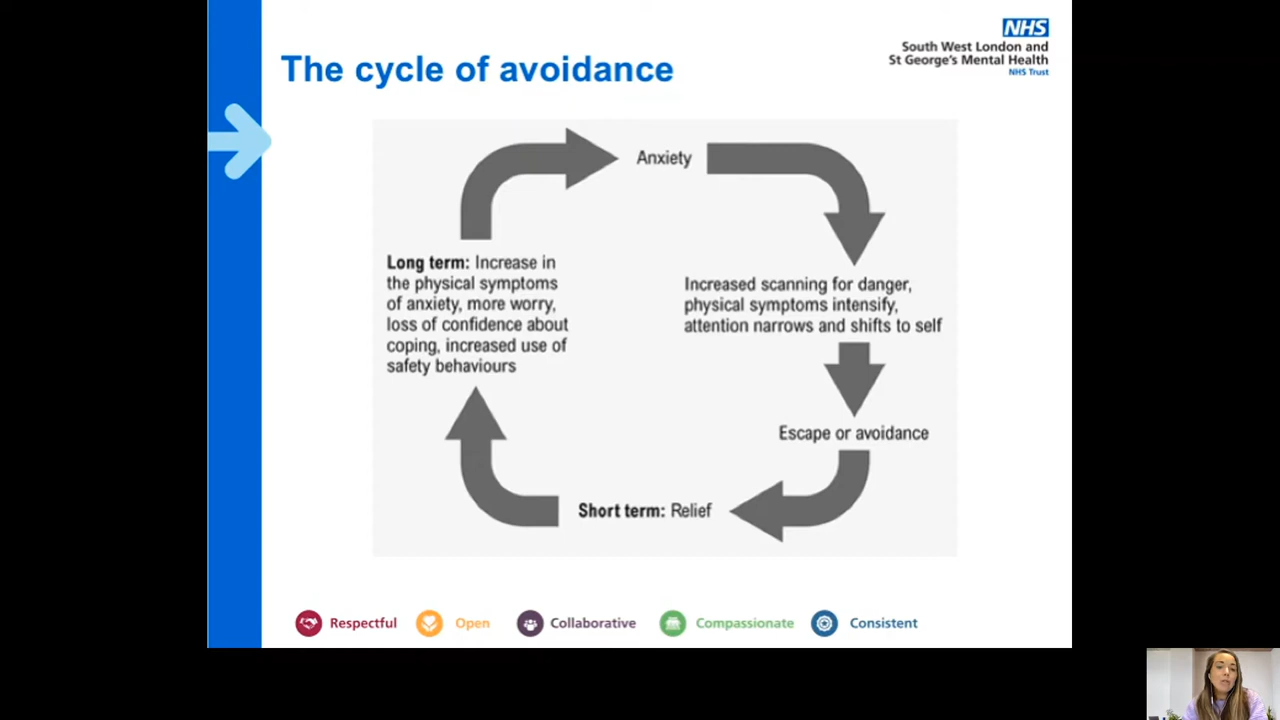 The cycle of avoidance
NHS
South West London and
St George's Mental Health
NHS Trust
Anxiety
Increased scanning for danger,
physical symptoms intensify,
attention narrows and shifts to self
Escape or avoidance
Short term: Relief
Long term: Increase in
the physical symptoms
of anxiety, more worry,
loss of confidence about
coping, increased use of
safety behaviours
Respectful
Open
Collaborative
Compassionate
Consistent